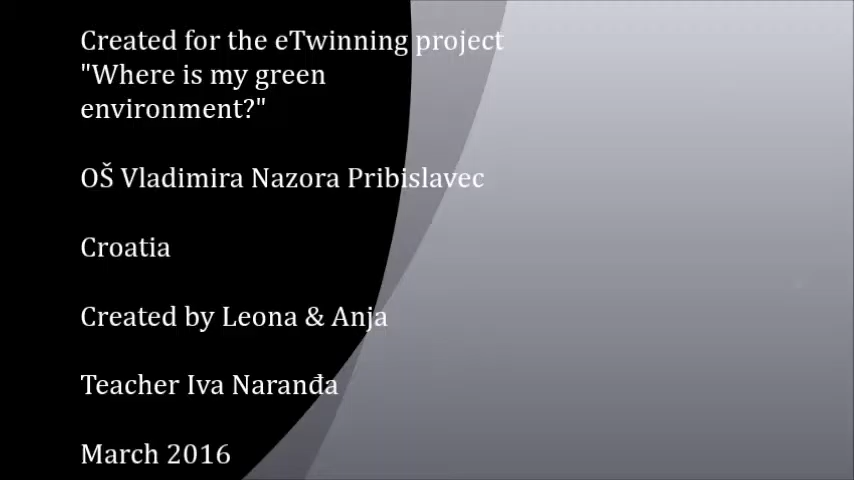 Created for the eTwinning project
"Where is my green
environment?"
OŠ Vladimira Nazora Pribislavec
Croatia
Created by Leona & Anja
Teacher Iva Naranđa
March 2016